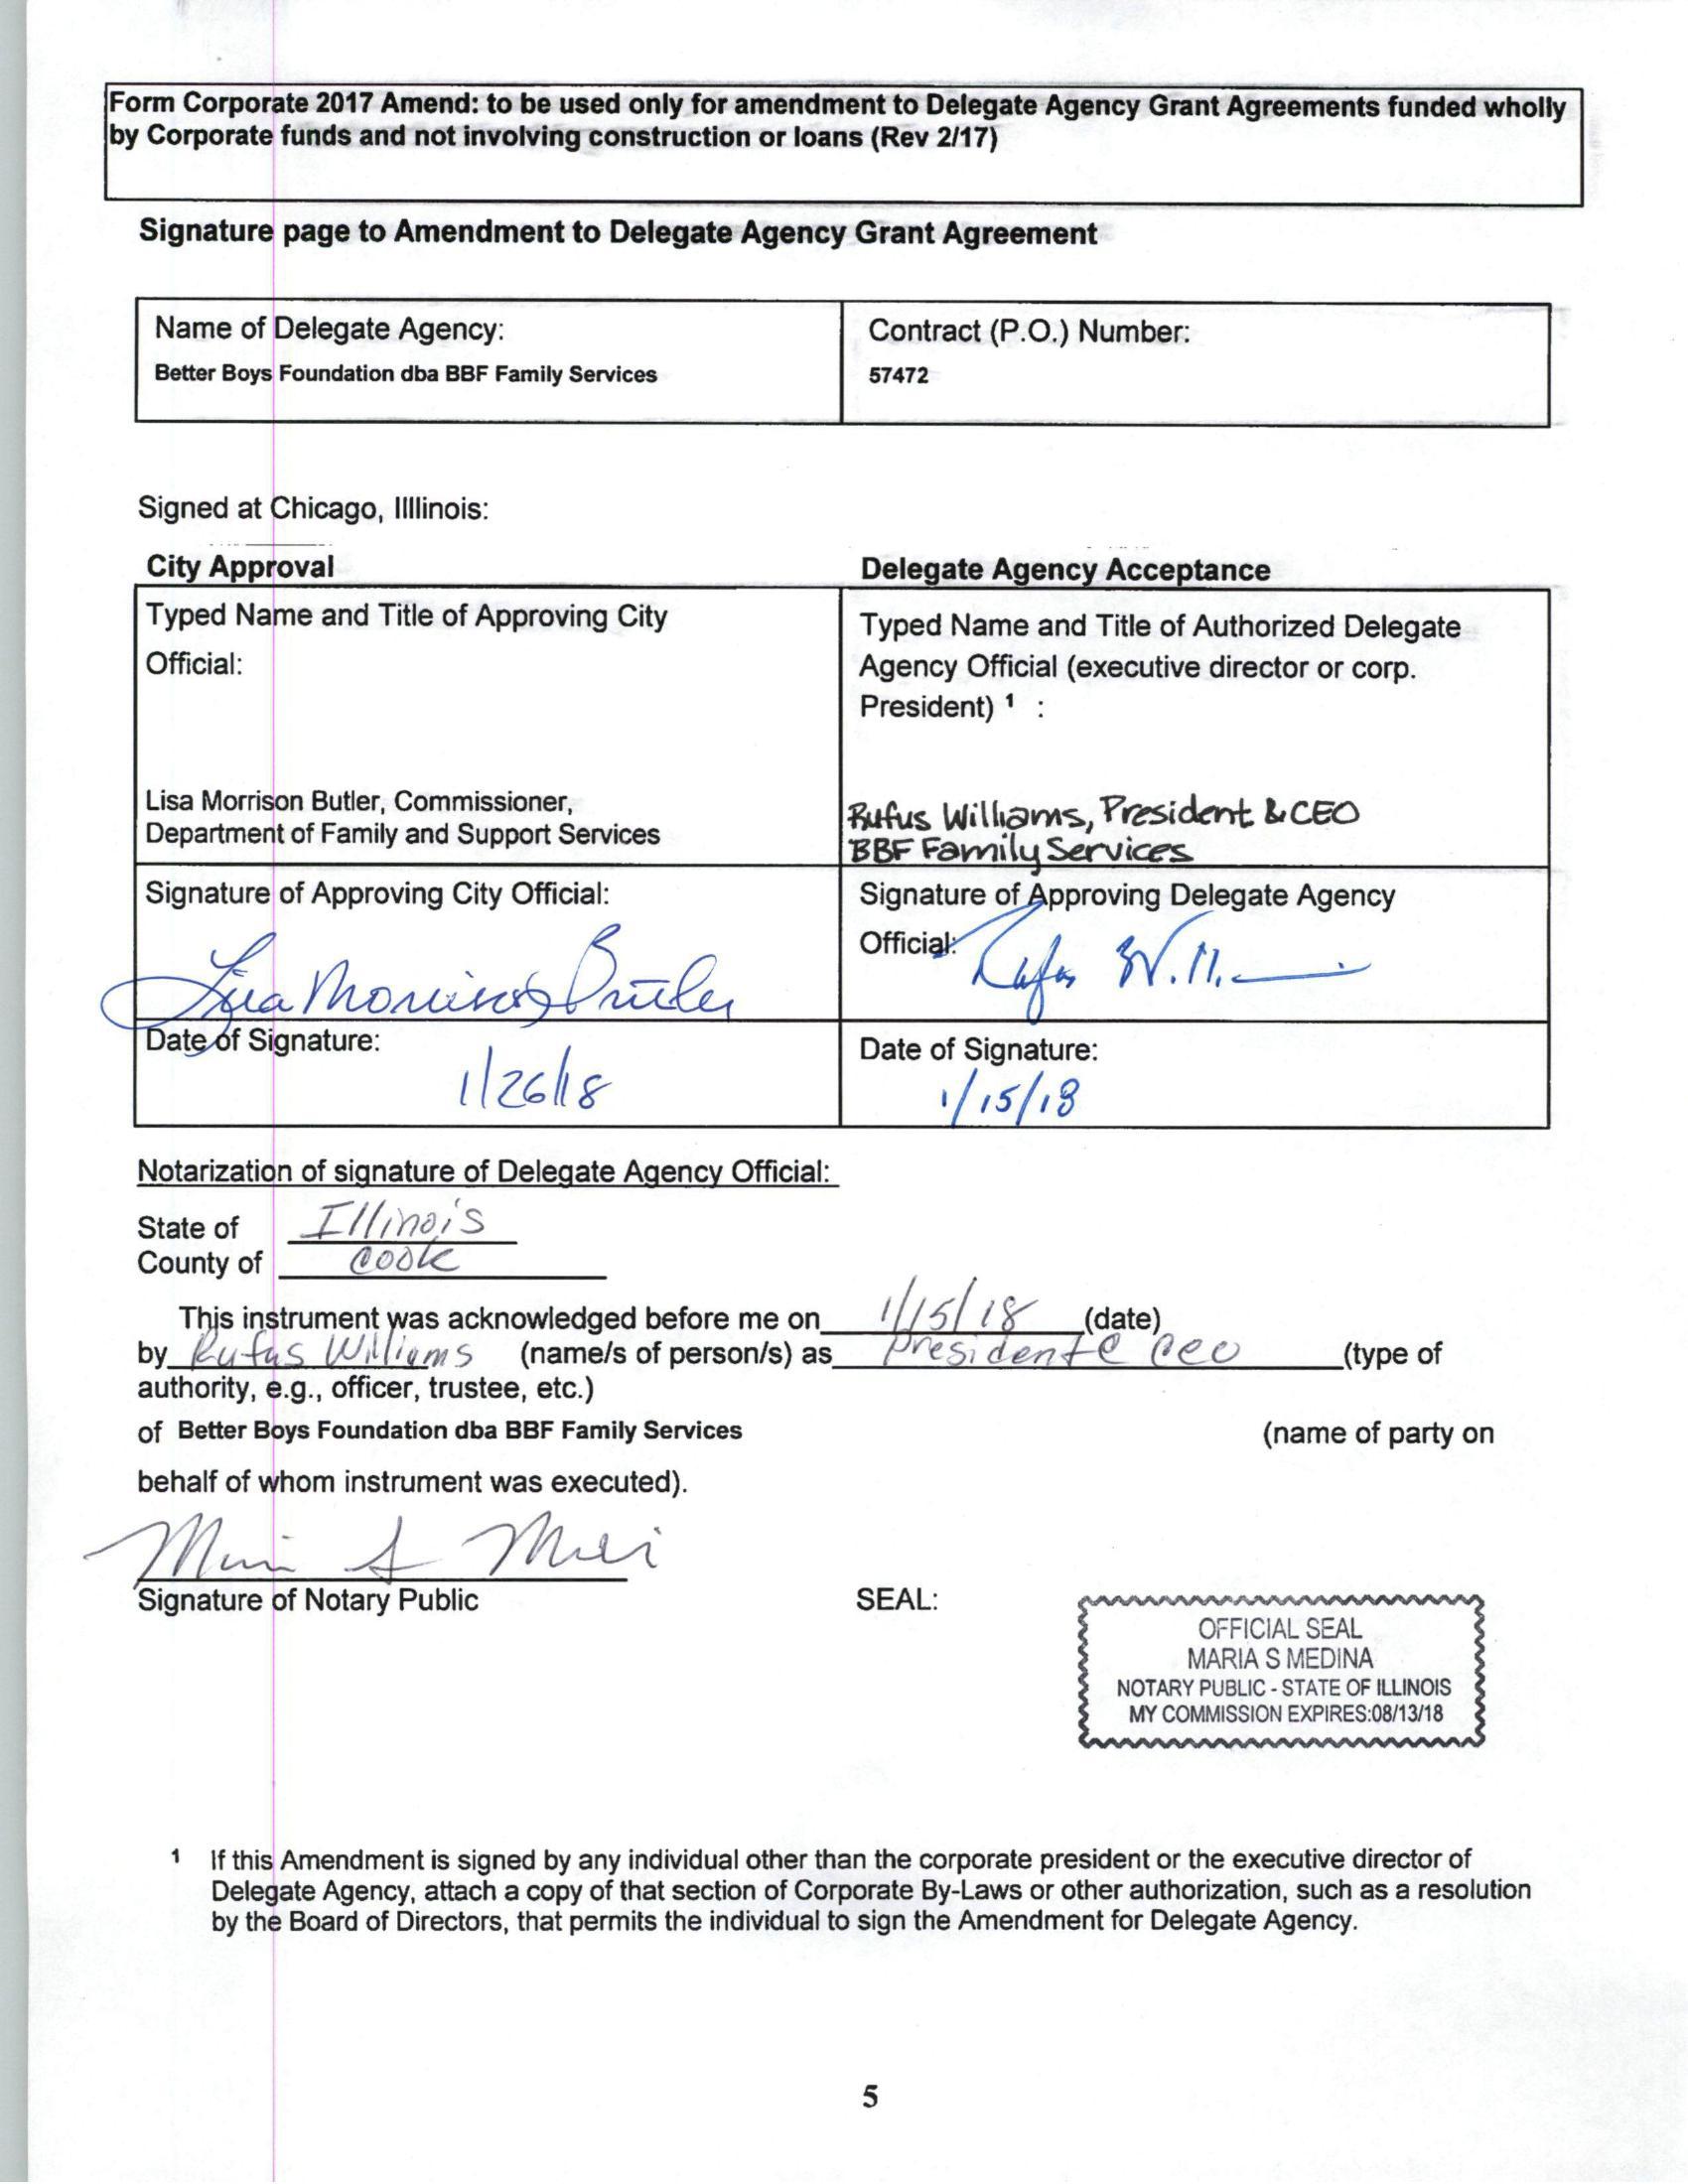 Form Corporate 2017 Amend: to be used only for amendment to Delegate Agency Grant Agreements funded wholly
by Corporate funds and not involving construction or loans (Rev 2/17)
Signature page to Amendment to Delegate Agency Grant Agreement
Name of Delegate Agency:
Better Boys Foundation dba BBF Family Services
Contract (P.O.) Number:
57472
Signed at Chicago, Illlinois:
City Approval
Delegate Agency Acceptance
Typed Name and Title of Approving City
Official:
Lisa Morrison Butler, Commissioner,
Department of Family and Support Services
Typed Name and Title of Authorized Delegate
Agency Official (executive director or corp.
President) 1 :
Rufus Williams, President & CEO
BBF Family Services
Signature of Approving City Official:
Lisa Morrison Butler
Signature of Approving Delegate Agency
Official:
Rufus Willi
Date of Signature:
1/26/18
Date of Signature:
1/15/18
Notarization of signature of Delegate Agency Official:
State of Illinois
County of Cook
This instrument was acknowledged before me on 1/15/18 (date)
by Rufus Williams (name/s of person/s) as President & CEO (type of
authority, e.g., officer, trustee, etc.)
of Better Boys Foundation dba BBF Family Services (name of party on
behalf of whom instrument was executed).
Signature of Notary Public
SEAL:
OFFICIAL SEAL
MARIA S MEDINA
NOTARY PUBLIC - STATE OF ILLINOIS
MY COMMISSION EXPIRES:08/13/18
1 If this Amendment is signed by any individual other than the corporate president or the executive director of
Delegate Agency, attach a copy of that section of Corporate By-Laws or other authorization, such as a resolution
by the Board of Directors, that permits the individual to sign the Amendment for Delegate Agency.
5